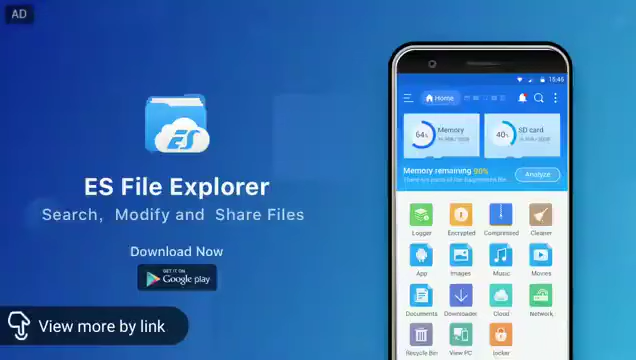 AD
ES
ES File Explorer
Search, Modify and Share Files
Download Now
GET IT ON
Google play
View more by link
15:46
Home
64%
Memory
40%
SD card
Memory remaining 90%
Analyze
Logger Encrypted Compressed Cleaner
App Images Music Movies
Documents Downloader Cloud Network
Recycle Bin View PC Locker